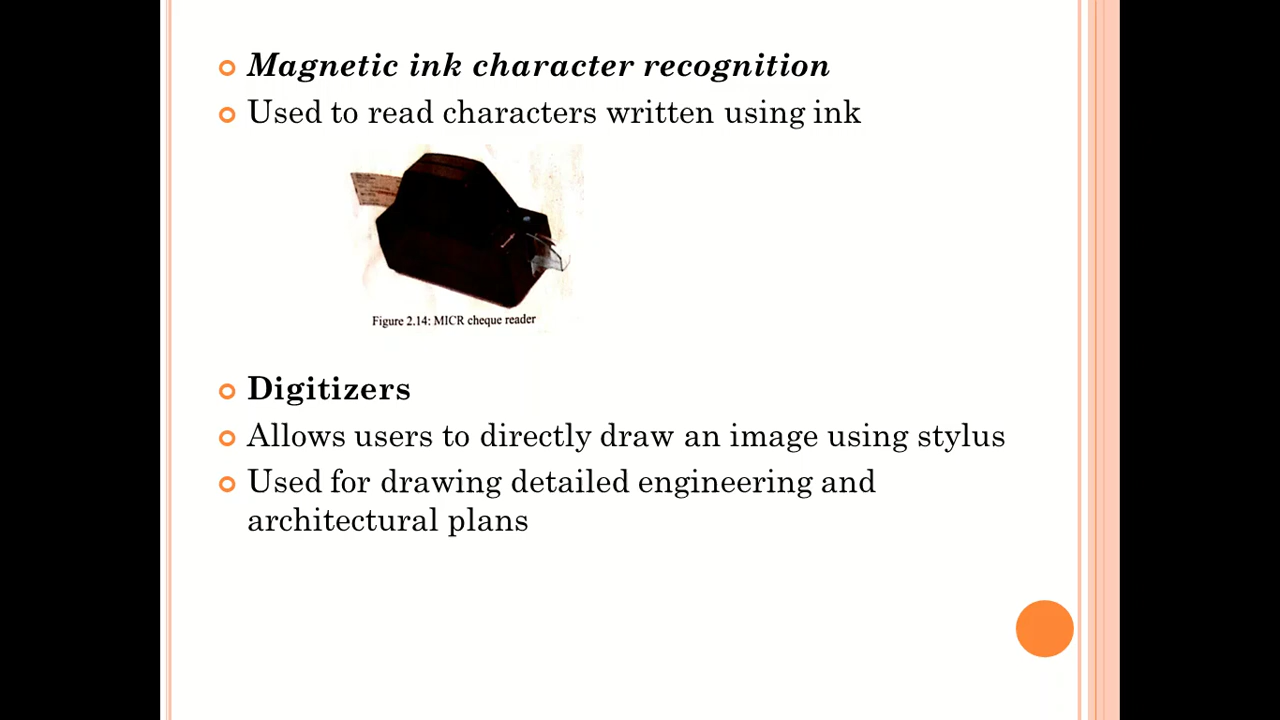 Magnetic ink character recognition
Used to read characters written using ink
Figure 2.14: MICR cheque reader
Digitizers
Allows users to directly draw an image using stylus
Used for drawing detailed engineering and
architectural plans